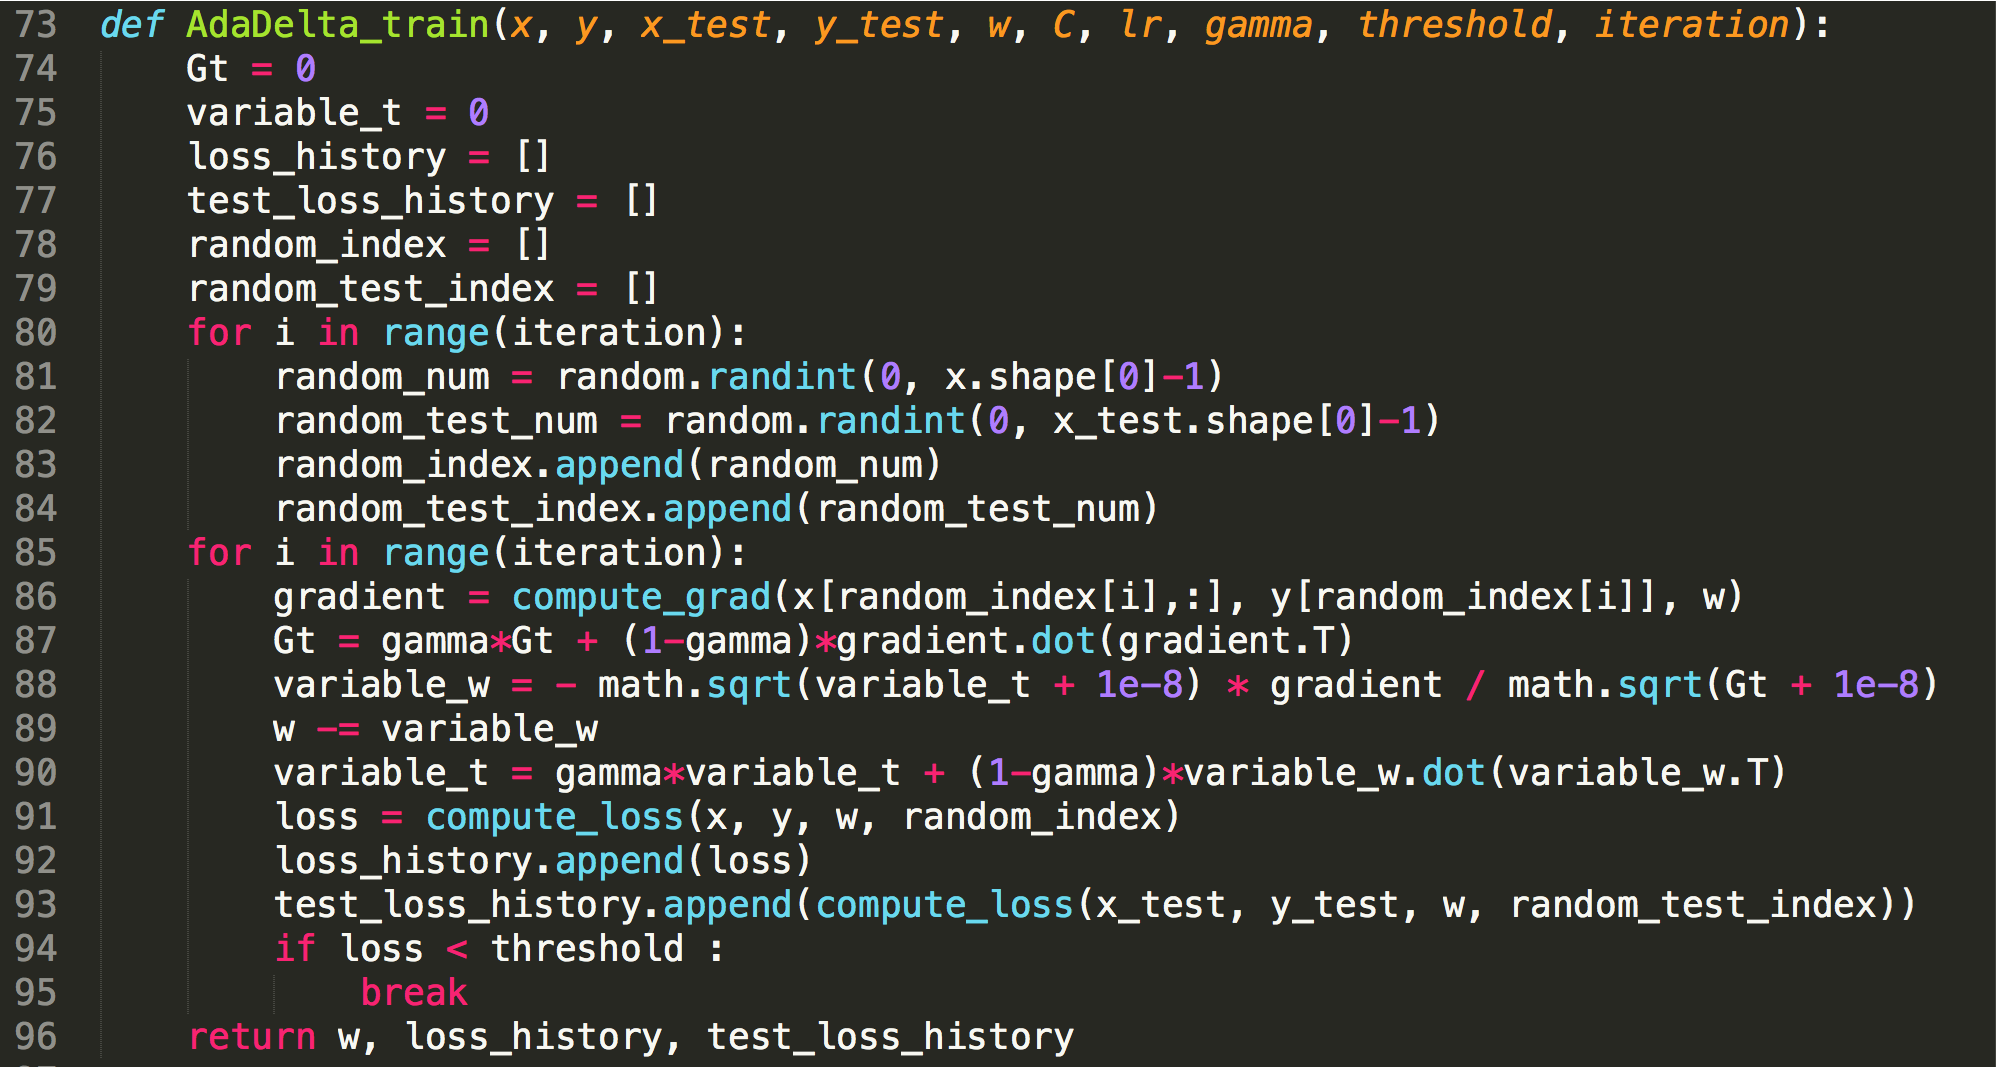 73 def AdaDelta_train(x, y, x_test, y_test, w, C, lr, gamma, threshold, iteration):
74     Gt = 0
75     variable_t = 0
76     loss_history = []
77     test_loss_history = []
78     random_index = []
79     random_test_index = []
80     for i in range(iteration):
81         random_num = random.randint(0, x.shape[0]-1)
82         random_test_num = random.randint(0, x_test.shape[0]-1)
83         random_index.append(random_num)
84         random_test_index.append(random_test_num)
85     for i in range(iteration):
86         gradient = compute_grad(x[random_index[i],:], y[random_index[i]], w)
87         Gt = gamma*Gt + (1-gamma)*gradient.dot(gradient.T)
88         variable_w = - math.sqrt(variable_t + 1e-8) * gradient / math.sqrt(Gt + 1e-8)
89         w -= variable_w
90         variable_t = gamma*variable_t + (1-gamma)*variable_w.dot(variable_w.T)
91         loss = compute_loss(x, y, w, random_index)
92         loss_history.append(loss)
93         test_loss_history.append(compute_loss(x_test, y_test, w, random_test_index))
94         if loss < threshold :
95             break
96     return w, loss_history, test_loss_history